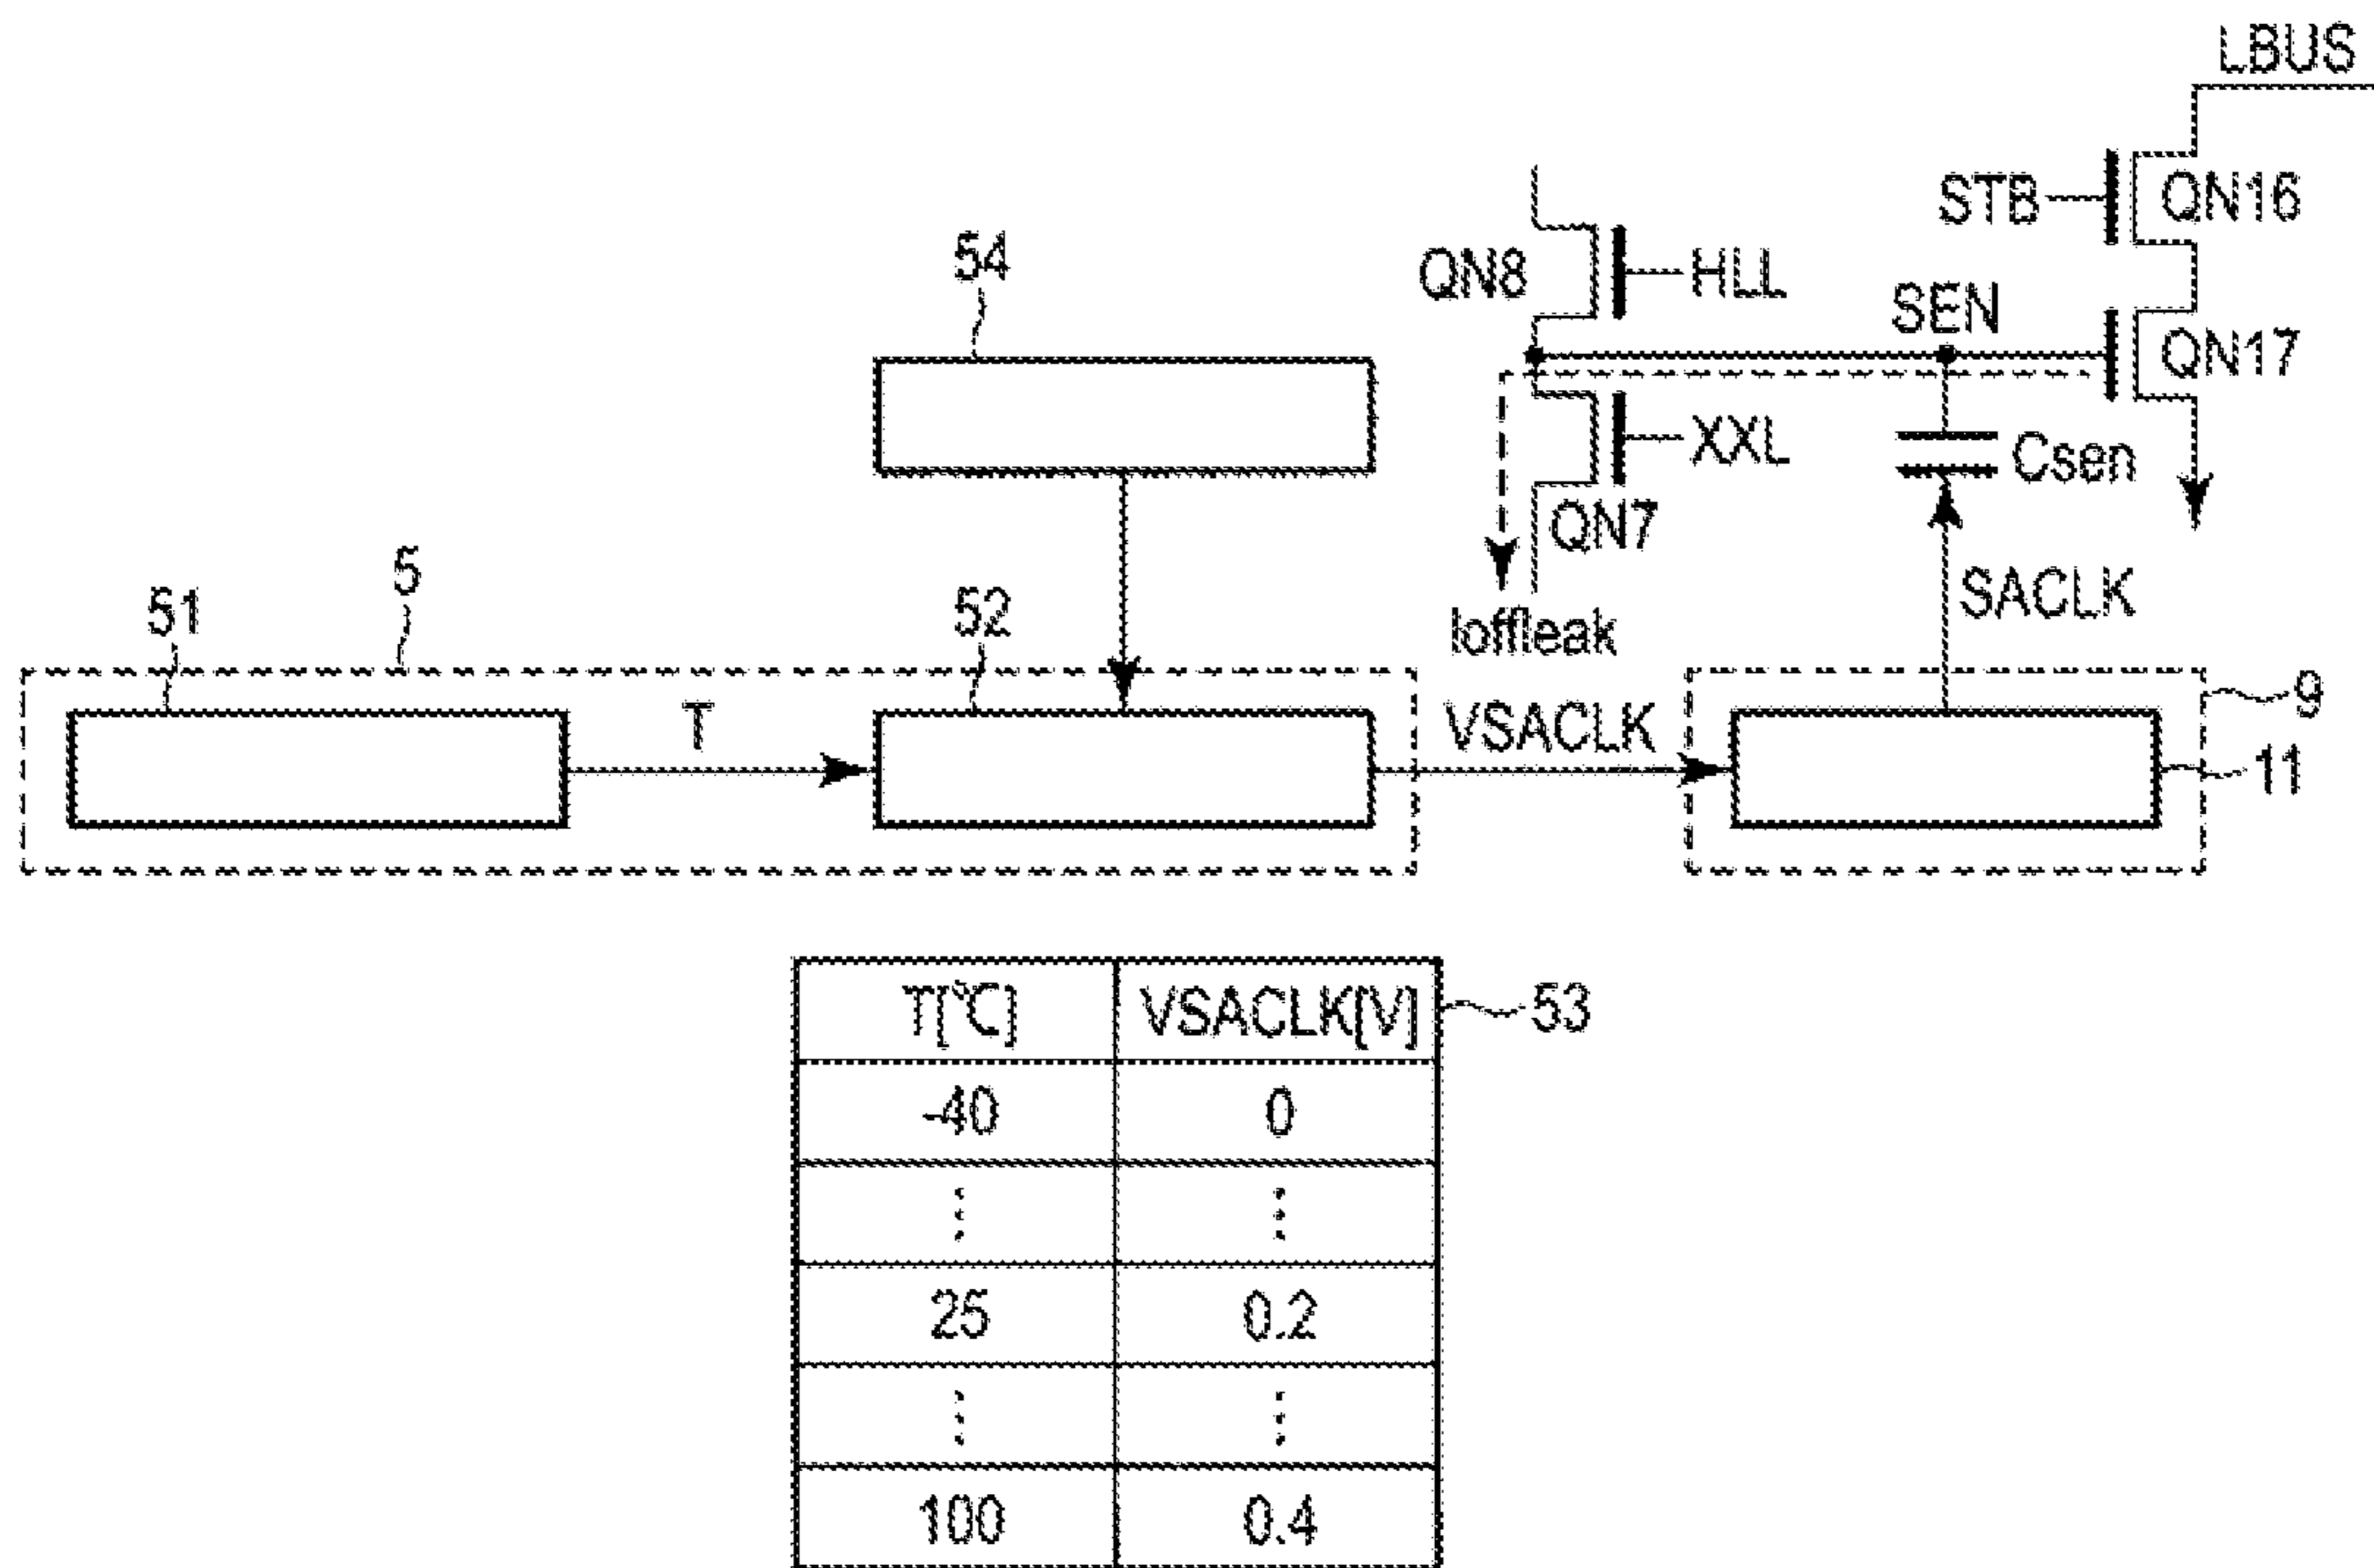 LBUS
STB
QN16
54
QN8
HLL
SEN
QN17
XXL
Csen
QN7
5
51
52
Ioffleak
SACLK
T
VSACLK
9
11
T[℃] VSACLK[V]
53
-40 0
⋮ ⋮
25 0.2
⋮ ⋮
100 0.4